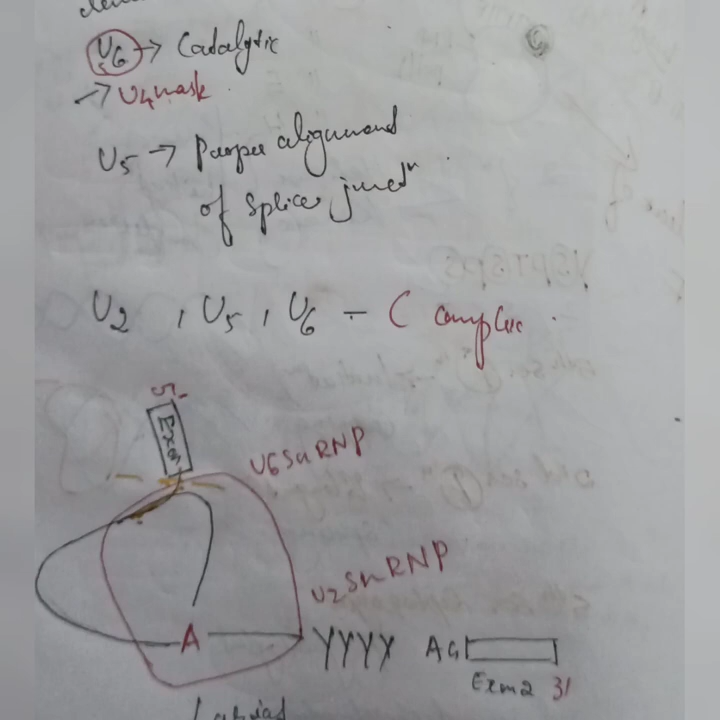 U6 → Catalytic
→ U4 mask
U5 → Proper alignment
of splice junctⁿ
U2 , U5 , U6 - C complex
5'
Exon
U6 SnRNP
U2 SnRNP
A
YYYY AG
Exon 2 3'